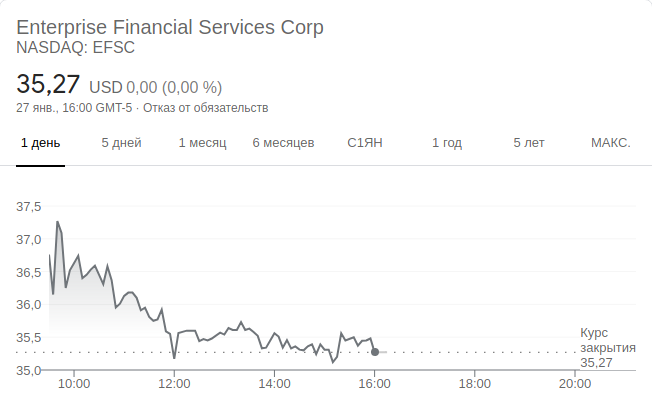 Enterprise Financial Services Corp
NASDAQ: EFSC
35,27 USD 0,00 (0,00 %)
27 янв., 16:00 GMT-5 · Отказ от обязательств
1 день 5 дней 1 месяц 6 месяцев С1ЯН 1 год 5 лет МАКС.
37,5
37,0
36,5
36,0
35,5
35,0
Курс
закрытия
35,27
10:00 12:00 14:00 16:00 18:00 20:00